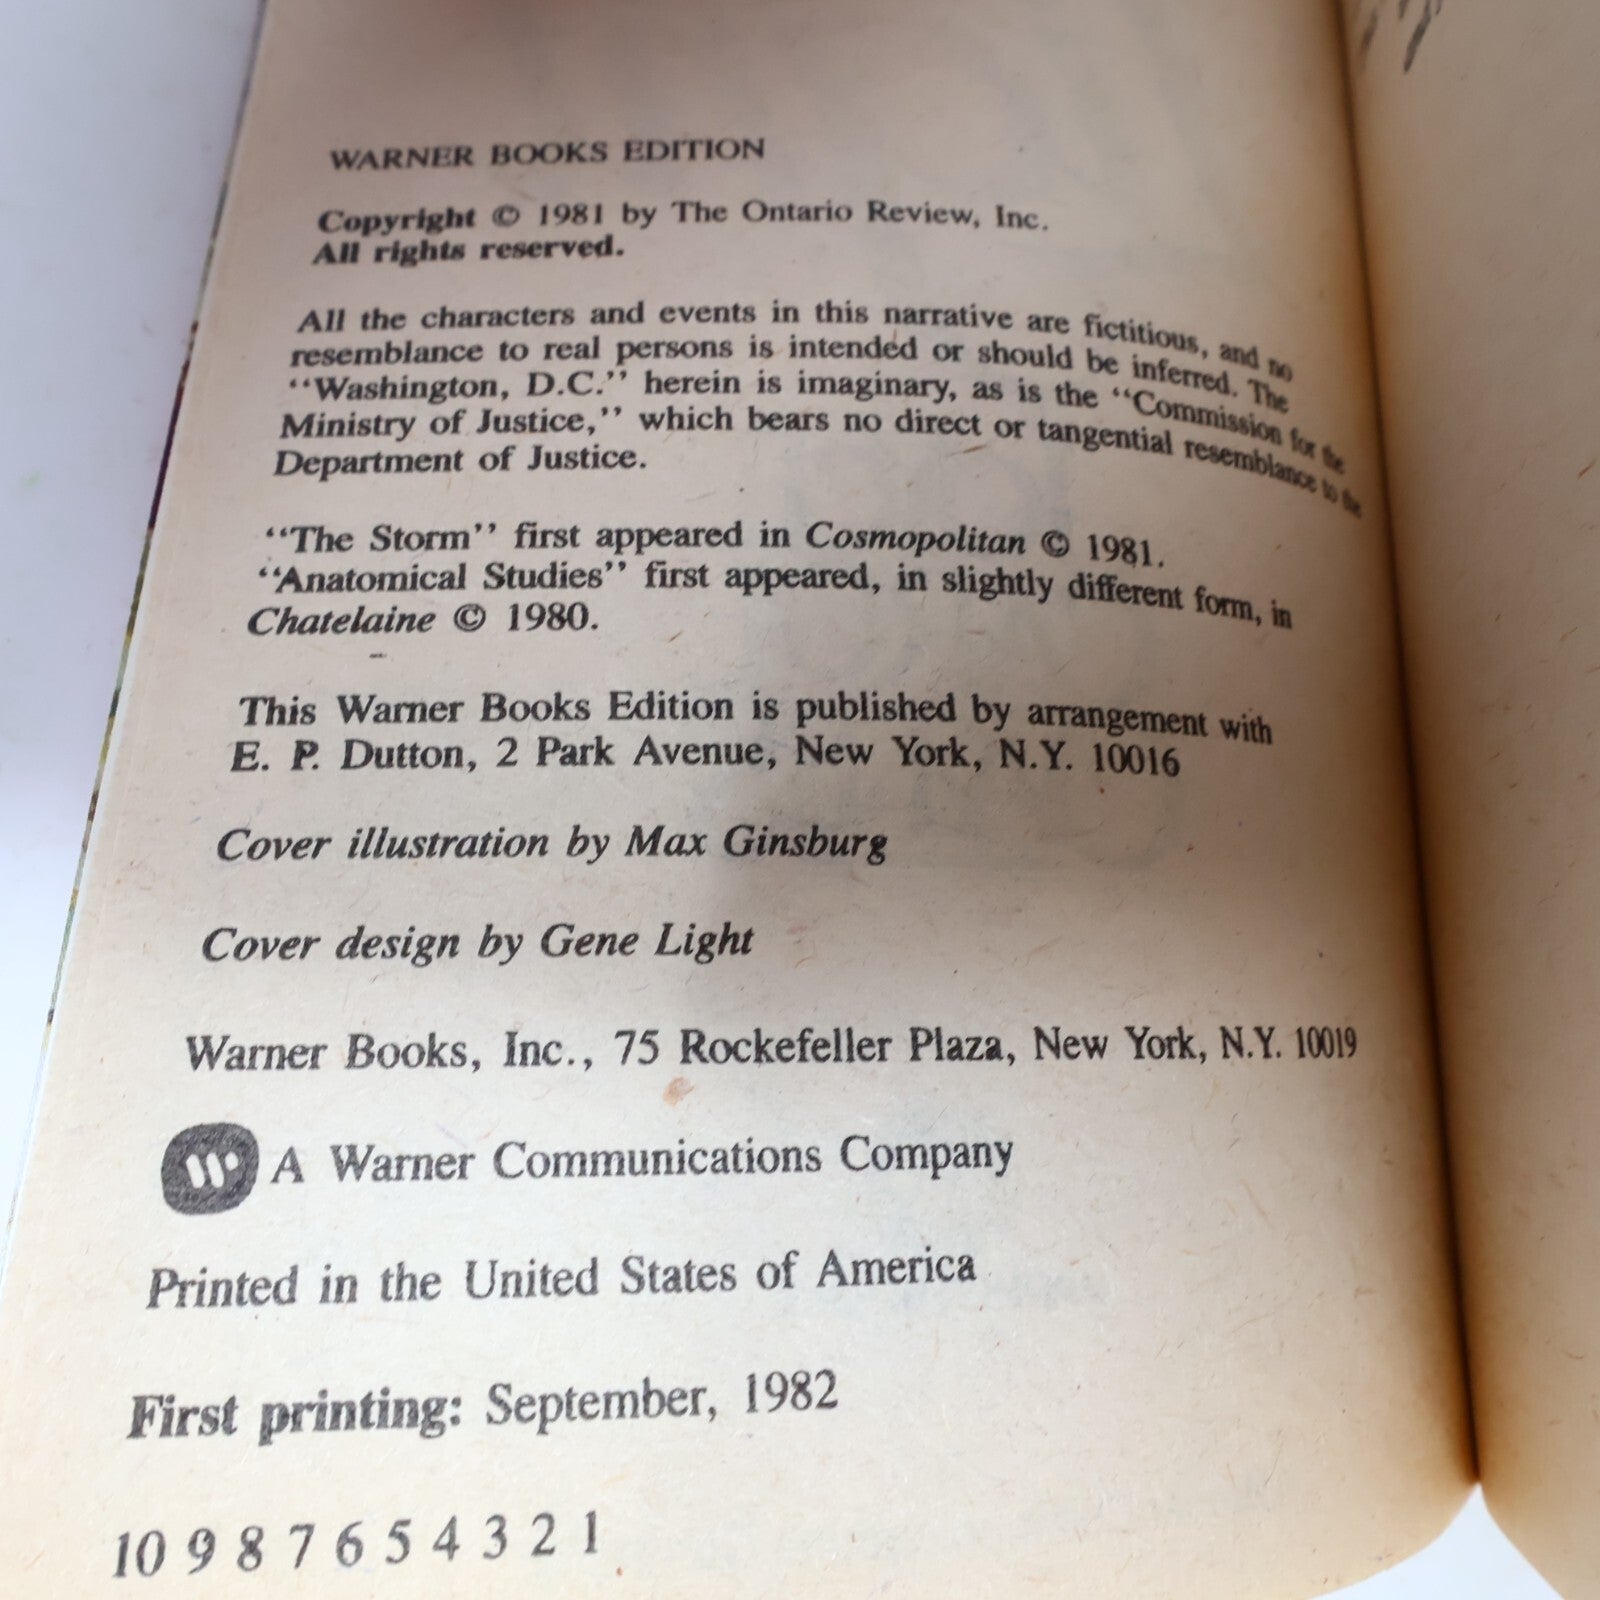 WARNER BOOKS EDITION
Copyright © 1981 by The Ontario Review, Inc.
All rights reserved.
All the characters and events in this narrative are fictitious, and no
resemblance to real persons is intended or should be inferred. The
“Washington, D.C.” herein is imaginary, as is the “Commission for the
Ministry of Justice,” which bears no direct or tangential resemblance to the
Department of Justice.
“The Storm” first appeared in Cosmopolitan © 1981.
“Anatomical Studies” first appeared, in slightly different form, in
Chatelaine © 1980.
This Warner Books Edition is published by arrangement with
E. P. Dutton, 2 Park Avenue, New York, N.Y. 10016
Cover illustration by Max Ginsburg
Cover design by Gene Light
Warner Books, Inc., 75 Rockefeller Plaza, New York, N.Y. 10019
A Warner Communications Company
Printed in the United States of America
First printing: September, 1982
10 9 8 7 6 5 4 3 2 1